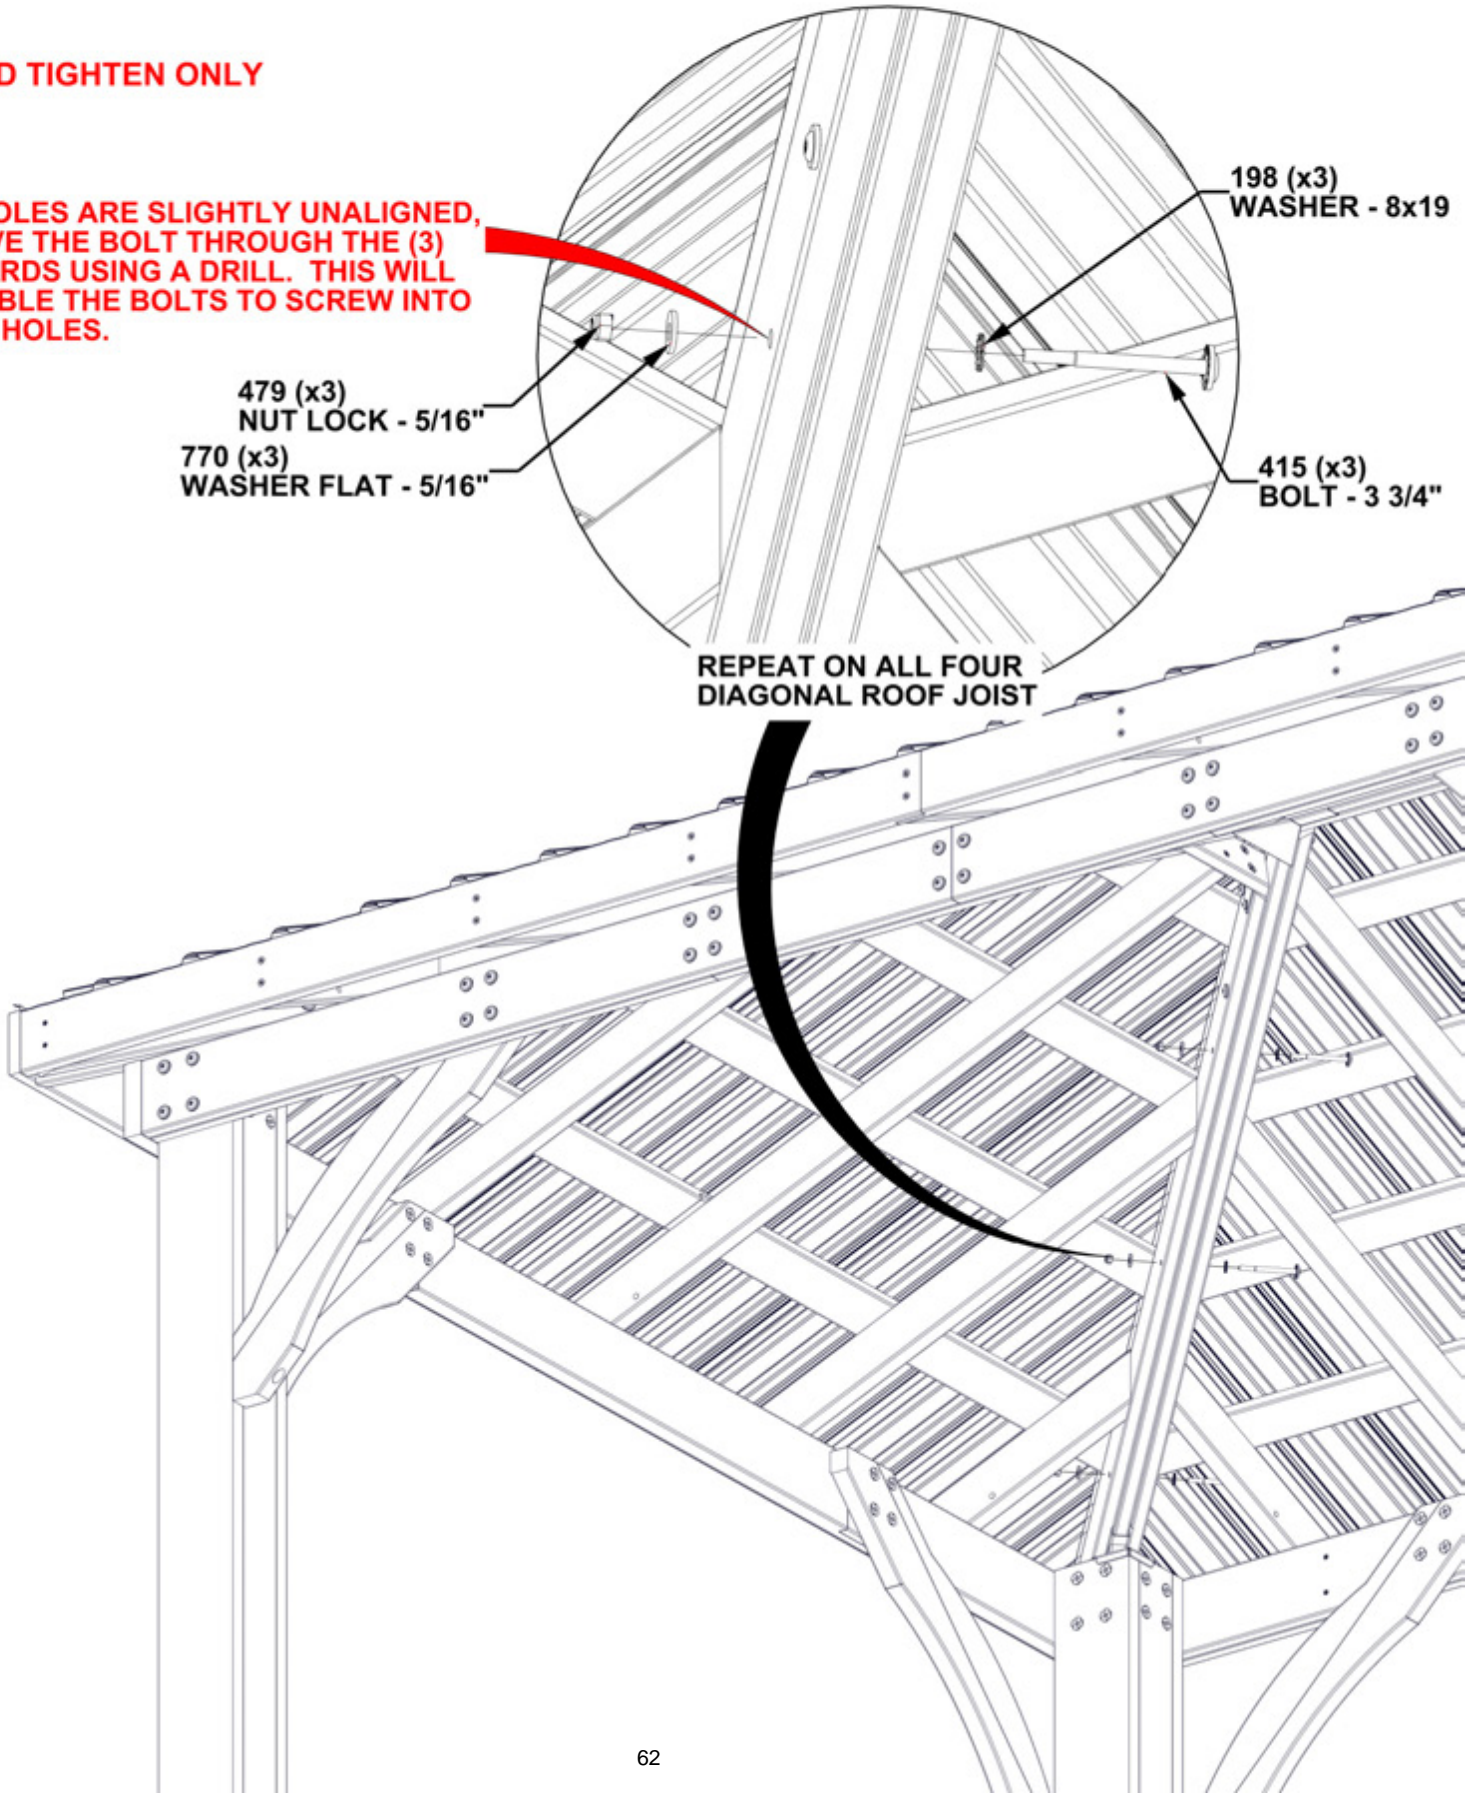 D TIGHTEN ONLY
OLES ARE SLIGHTLY UNALIGNED,
VE THE BOLT THROUGH THE (3)
RDS USING A DRILL. THIS WILL
BLE THE BOLTS TO SCREW INTO
HOLES.
198 (x3)
WASHER - 8x19
479 (x3)
NUT LOCK - 5/16"
770 (x3)
WASHER FLAT - 5/16"
415 (x3)
BOLT - 3 3/4"
REPEAT ON ALL FOUR
DIAGONAL ROOF JOIST
62